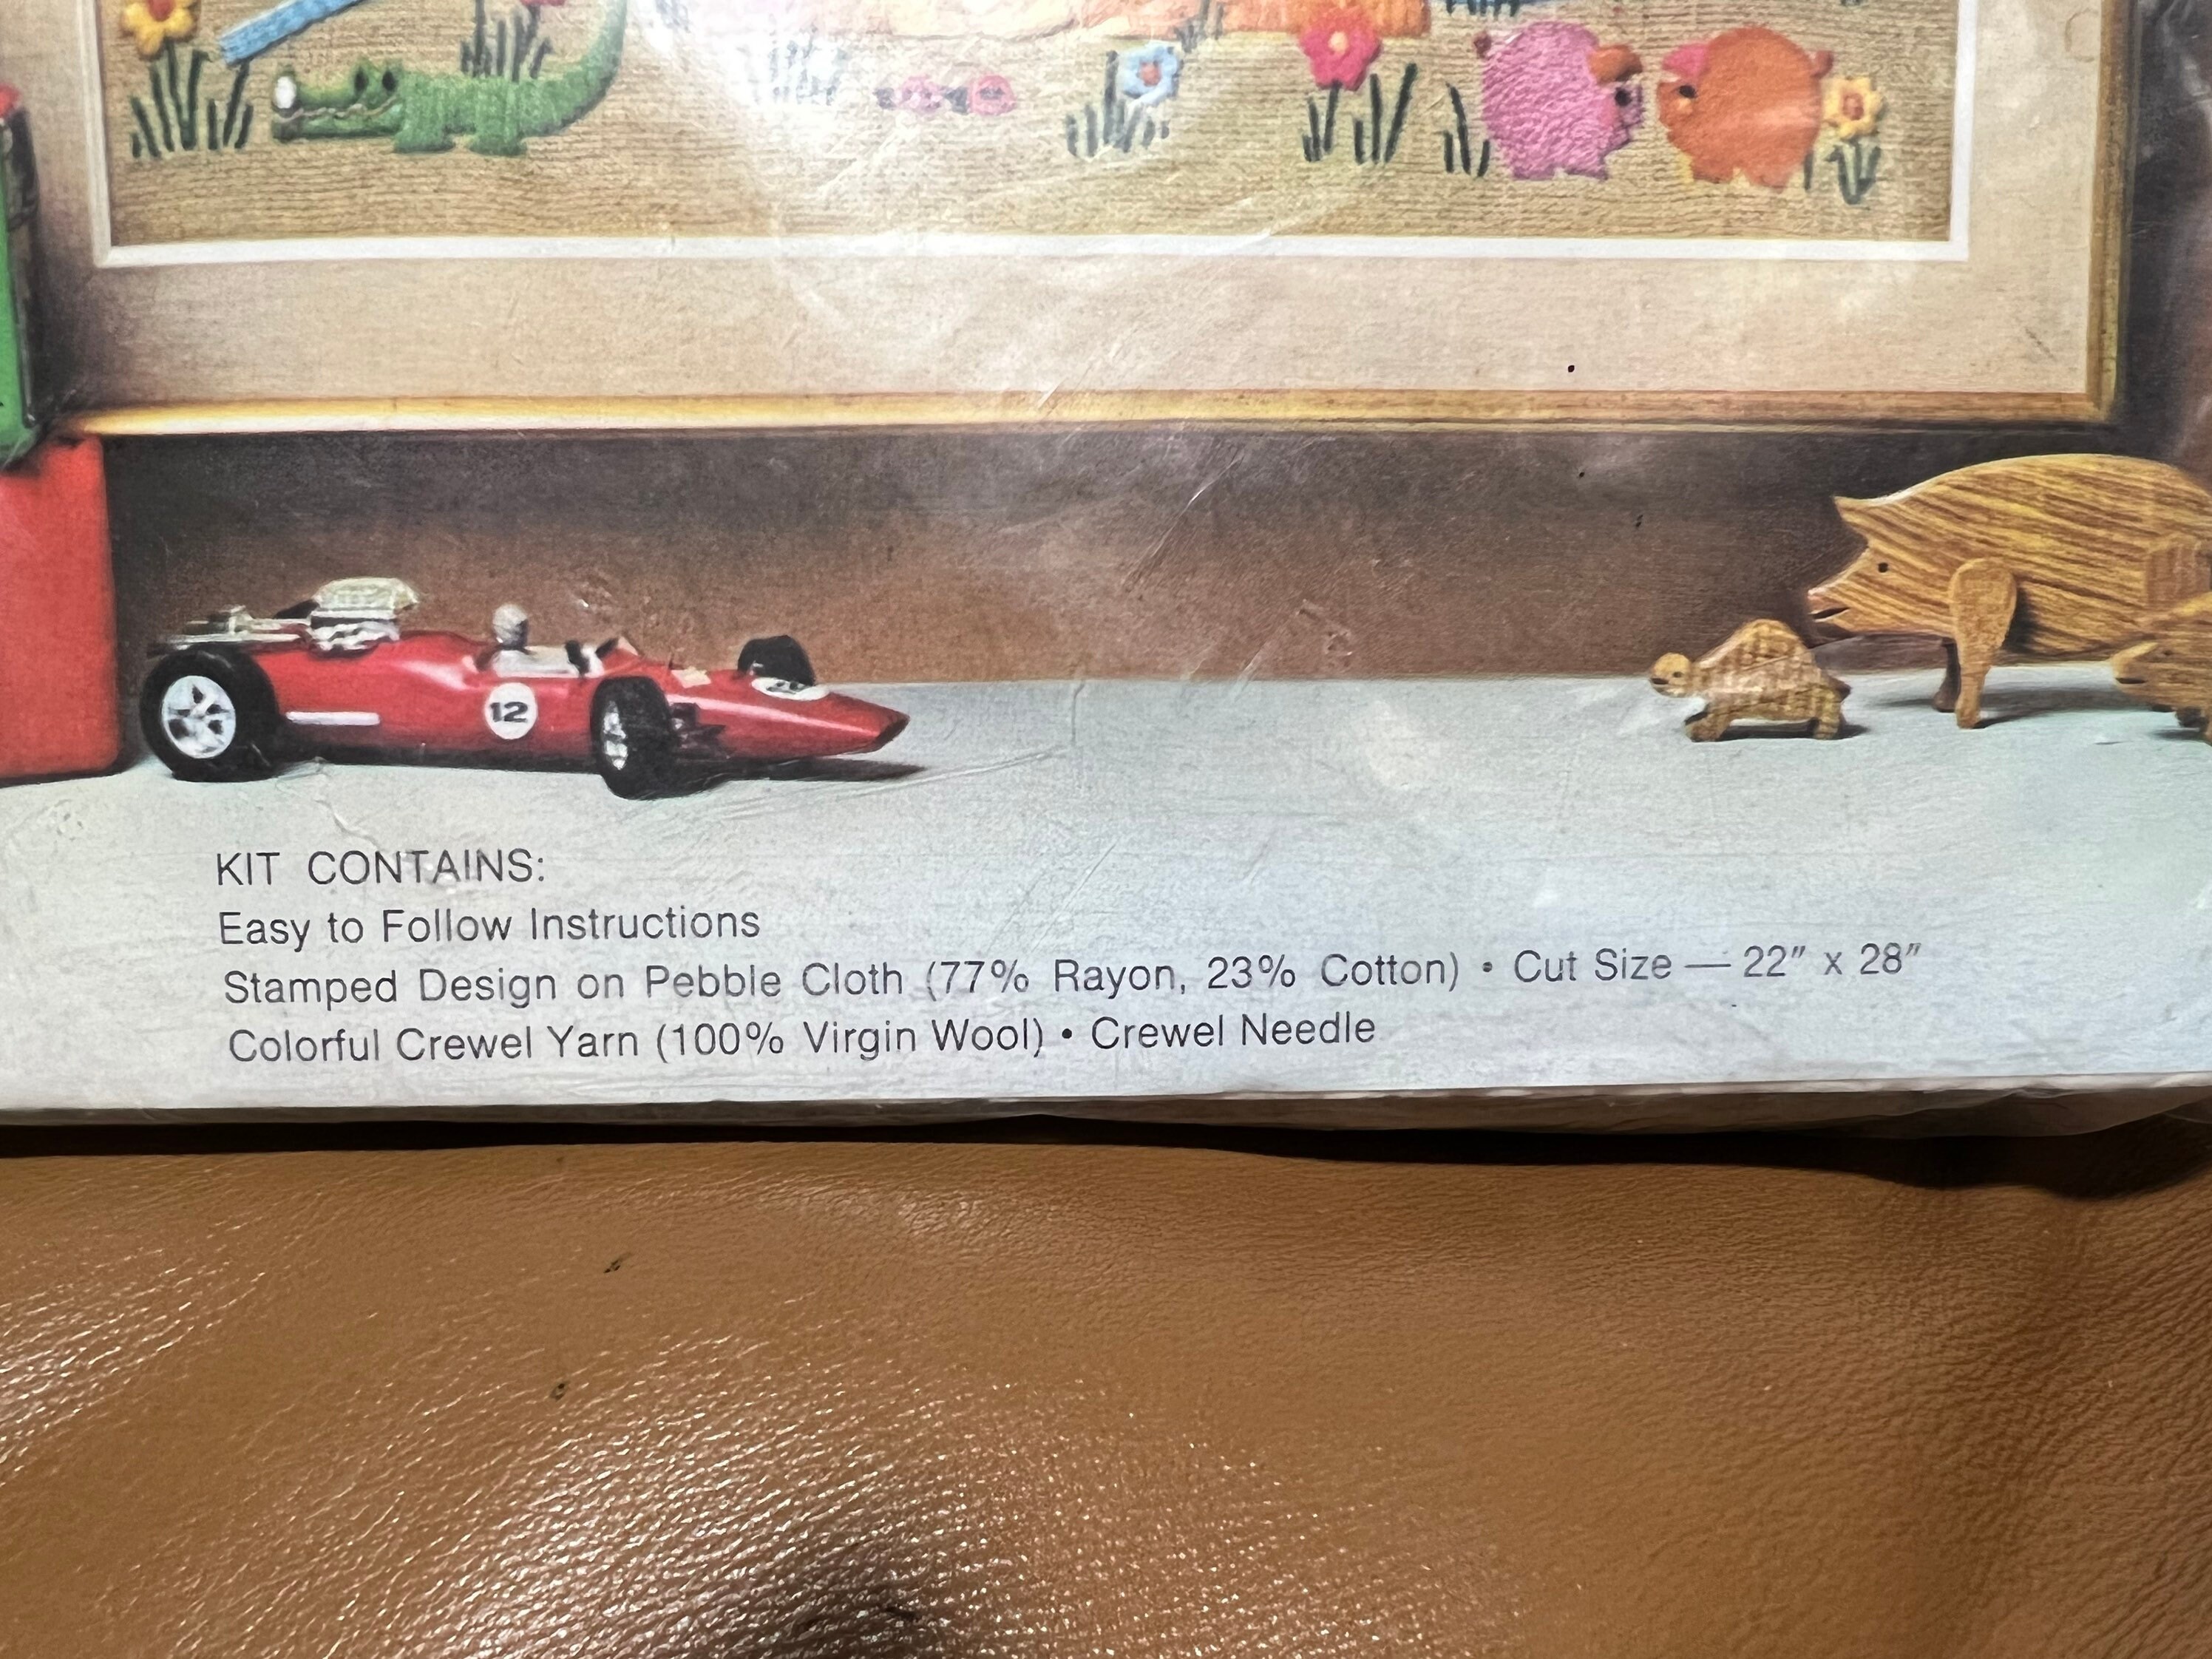 12
KIT CONTAINS:
Easy to Follow Instructions
Stamped Design on Pebble Cloth (77% Rayon, 23% Cotton) • Cut Size — 22" x 28"
Colorful Crewel Yarn (100% Virgin Wool) • Crewel Needle